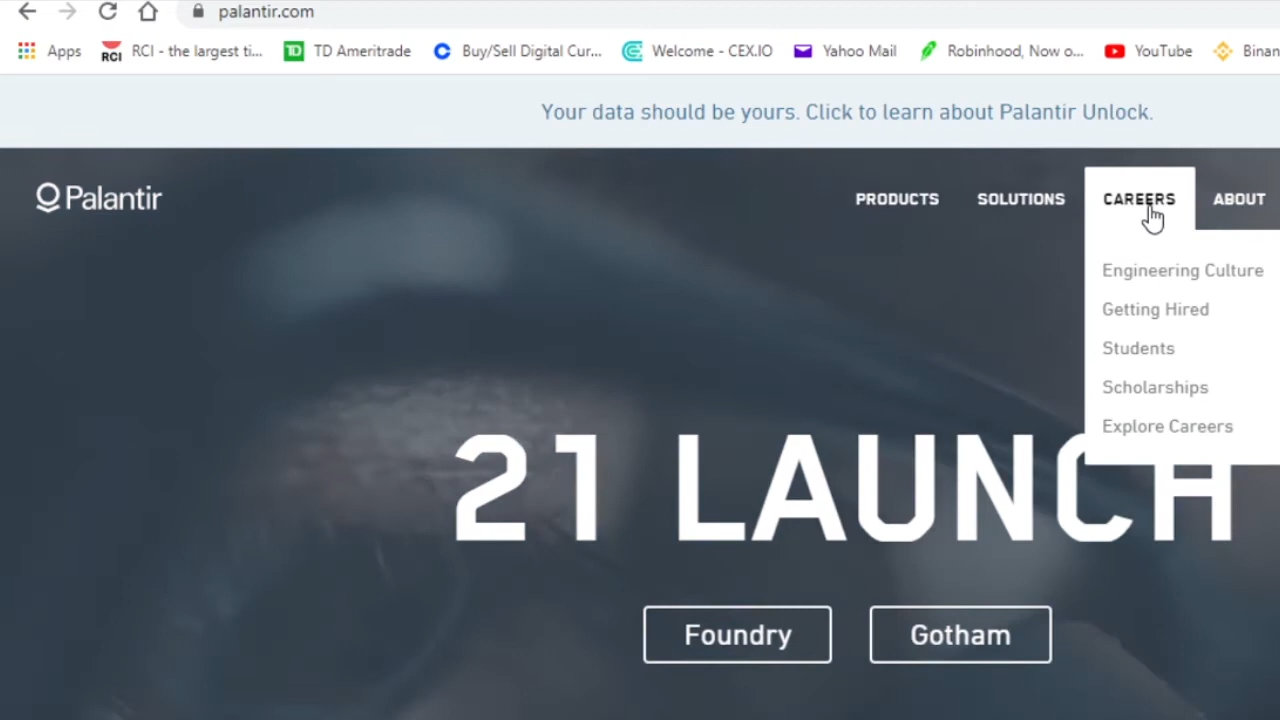 palantir.com
Apps RCI - the largest ti... TD Ameritrade Buy/Sell Digital Cur... Welcome - CEX.IO Yahoo Mail Robinhood, Now o... YouTube Binan
Your data should be yours. Click to learn about Palantir Unlock.
Palantir PRODUCTS SOLUTIONS CAREERS ABOUT
Engineering Culture
Getting Hired
Students
Scholarships
Explore Careers
21 LAUNCH
Foundry Gotham